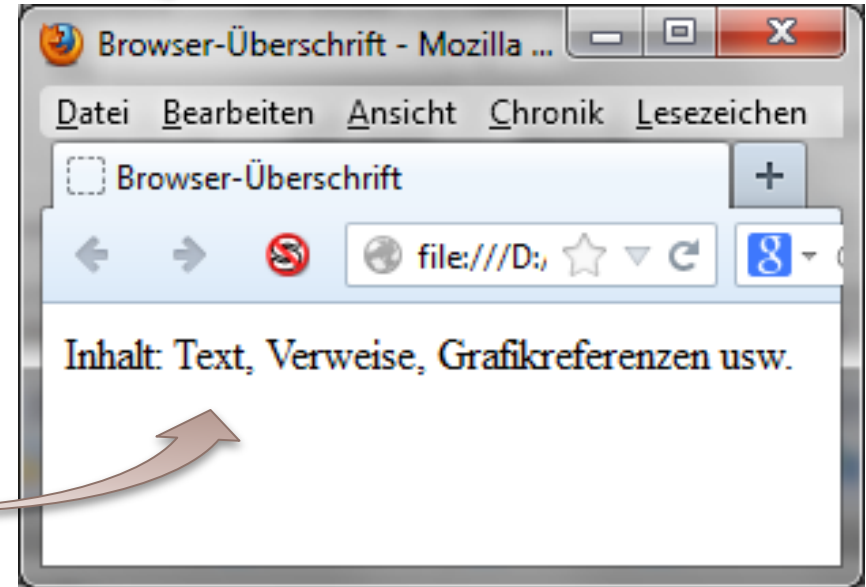 Browser-Überschrift - Mozilla ...
Datei Bearbeiten Ansicht Chronik Lesezeichen
Browser-Überschrift
file:///D:/
Inhalt: Text, Verweise, Grafikreferenzen usw.